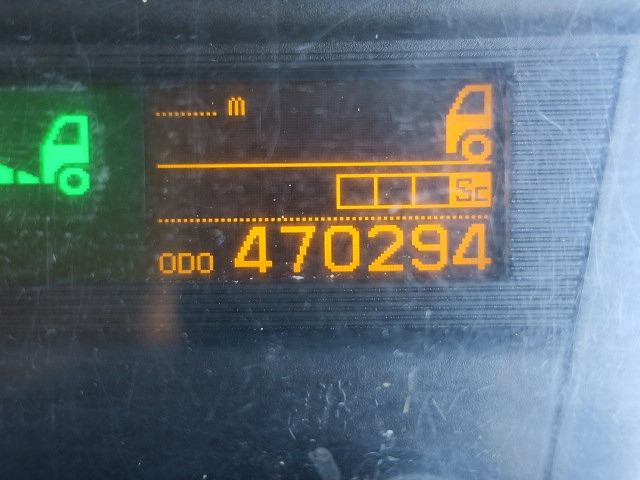 ........ m
Sc
ODO 470294